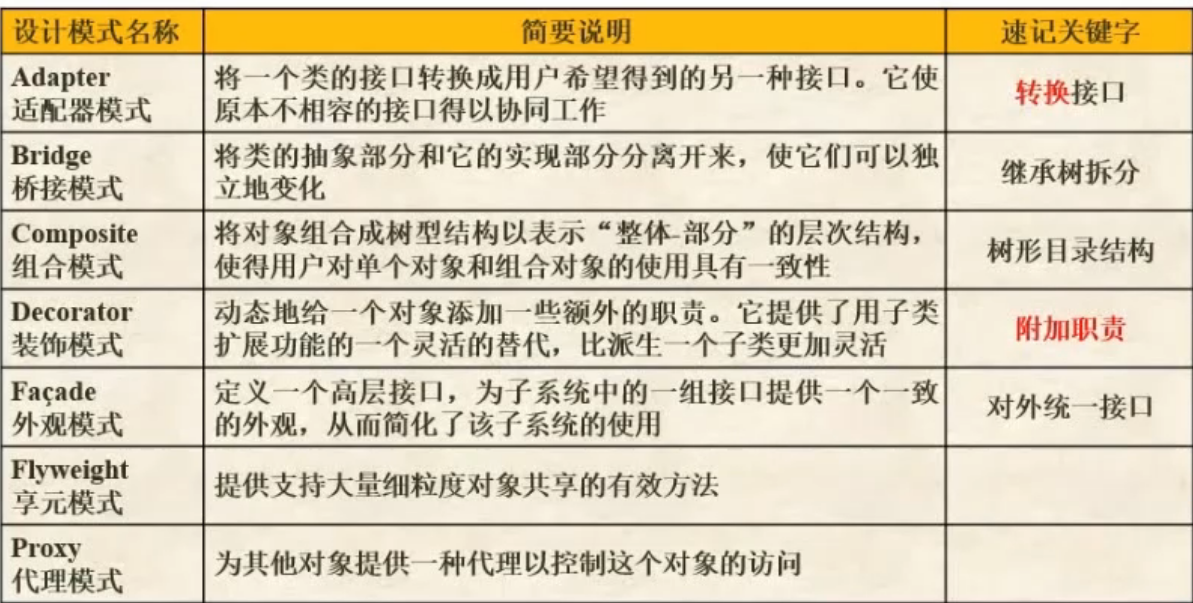 设计模式名称 简要说明 速记关键字
Adapter
适配器模式
将一个类的接口转换成用户希望得到的另一种接口。它使
原本不相容的接口得以协同工作
转换接口
Bridge
桥接模式
将类的抽象部分和它的实现部分分离开来，使它们可以独
立地变化
继承树拆分
Composite
组合模式
将对象组合成树型结构以表示“整体-部分”的层次结构，
使得用户对单个对象和组合对象的使用具有一致性
树形目录结构
Decorator
装饰模式
动态地给一个对象添加一些额外的职责。它提供了用子类
扩展功能的一个灵活的替代，比派生一个子类更加灵活
附加职责
Façade
外观模式
定义一个高层接口，为子系统中的一组接口提供一个一致
的外观，从而简化了该子系统的使用
对外统一接口
Flyweight
享元模式
提供支持大量细粒度对象共享的有效方法
Proxy
代理模式
为其他对象提供一种代理以控制这个对象的访问